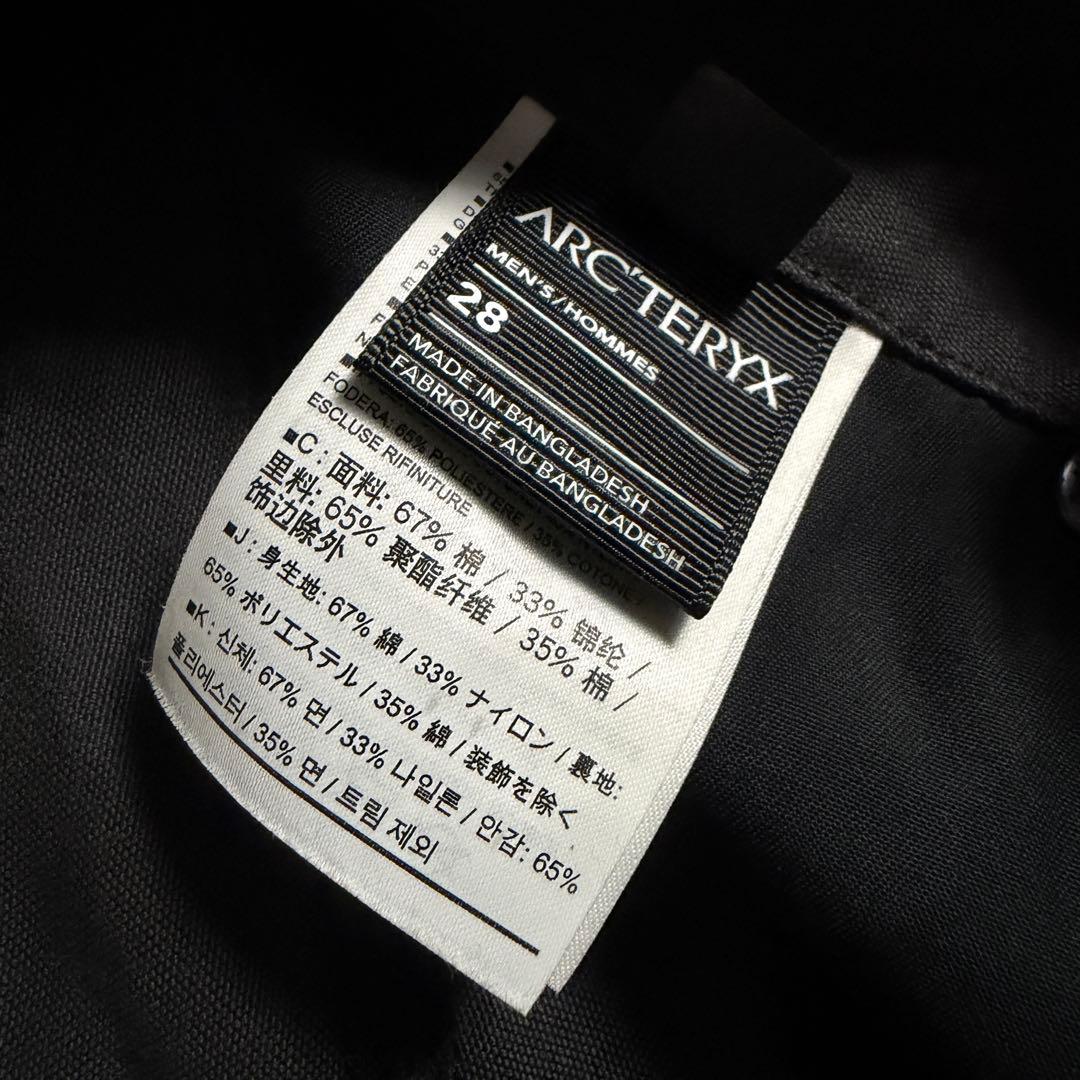 ARC'TERYX
MEN'S/HOMMES
28
MADE IN BANGLADESH
FABRIQUÉ AU BANGLADESH
FODERA: 65% POLIESTERE / 35% COTONE /
ESCLUSE RIFINITURE
■C : 面料: 67% 棉 / 33% 锦纶 /
里料: 65% 聚酯纤维 / 35% 棉 /
饰边除外
■J : 身生地: 67% 綿 / 33% ナイロン / 裏地:
65% ポリエステル / 35% 綿 / 装飾を除く
■K : 신체: 67% 면 / 33% 나일론 / 안감: 65%
폴리에스터 / 35% 면 / 트림 제외